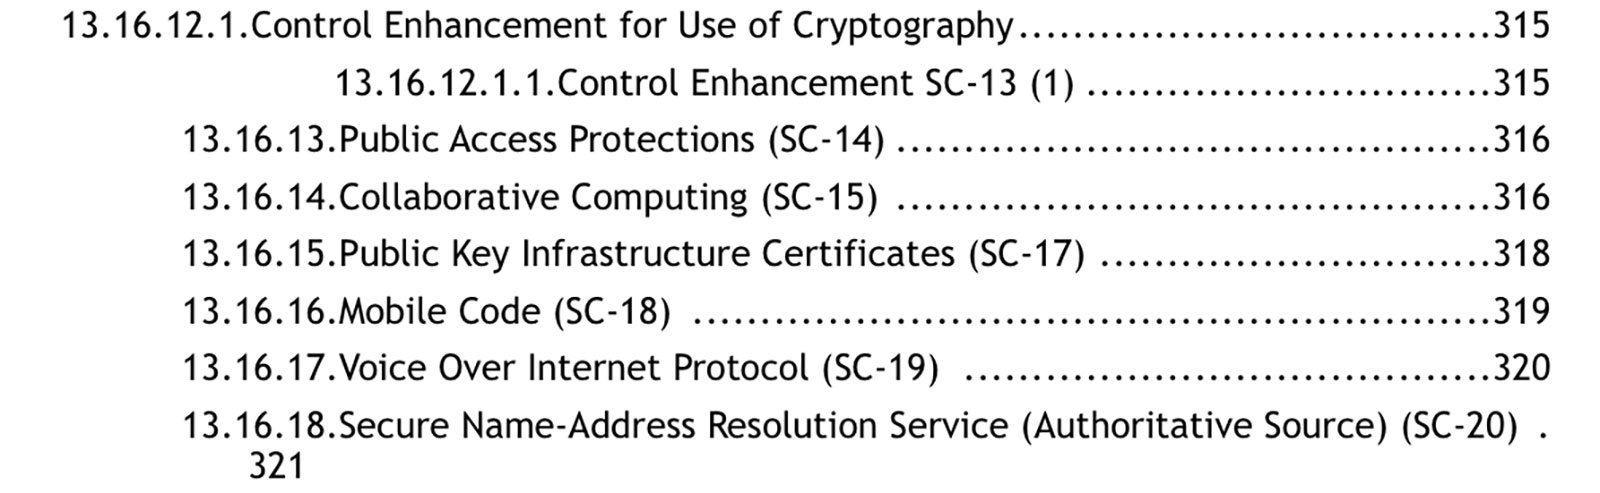 13.16.12.1.Control Enhancement for Use of Cryptography...................................315
13.16.12.1.1.Control Enhancement SC-13 (1) ..............................315
13.16.13.Public Access Protections (SC-14) ............................................316
13.16.14.Collaborative Computing (SC-15) ............................................316
13.16.15.Public Key Infrastructure Certificates (SC-17) .............................318
13.16.16.Mobile Code (SC-18) ...........................................................319
13.16.17.Voice Over Internet Protocol (SC-19) .......................................320
13.16.18.Secure Name-Address Resolution Service (Authoritative Source) (SC-20) .
321